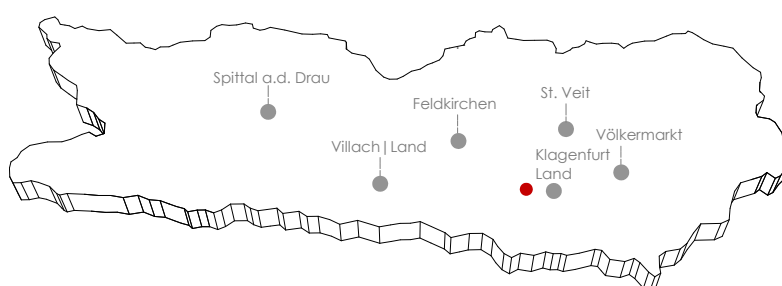 Spittal a.d. Drau
Feldkirchen
St. Veit
Villach|Land
Völkermarkt
Klagenfurt
Land